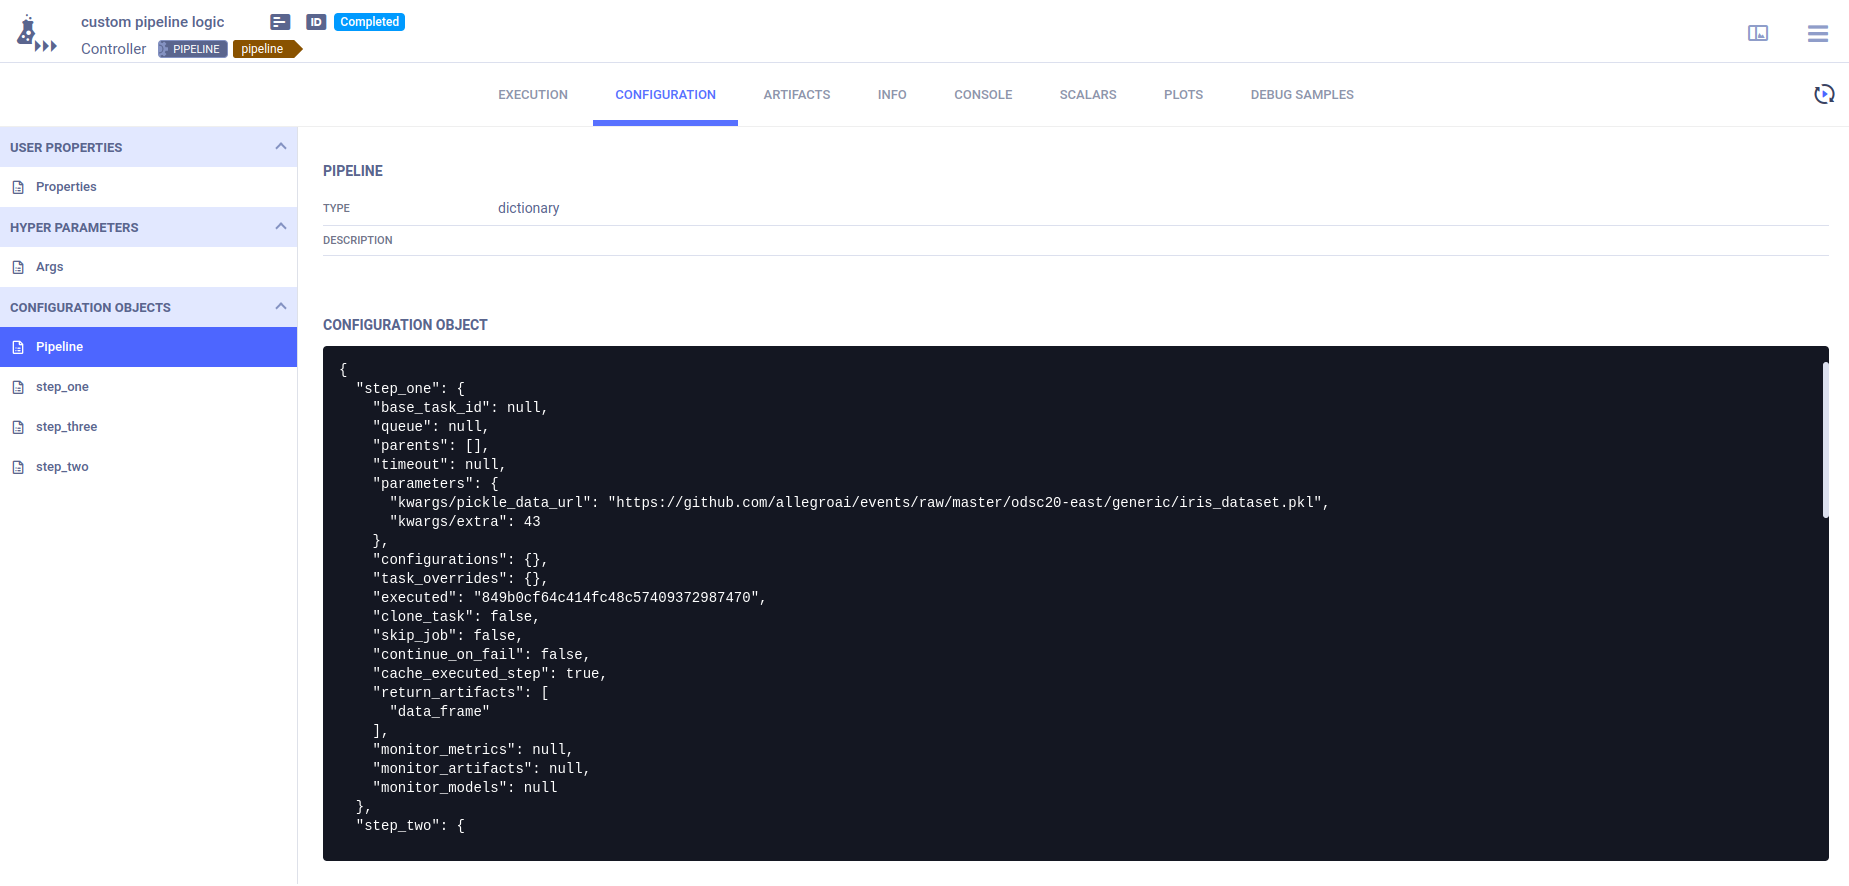 custom pipeline logic ID Completed
Controller PIPELINE pipeline
EXECUTION CONFIGURATION ARTIFACTS INFO CONSOLE SCALARS PLOTS DEBUG SAMPLES
USER PROPERTIES
Properties
HYPER PARAMETERS
Args
CONFIGURATION OBJECTS
Pipeline
step_one
step_three
step_two
PIPELINE
TYPE dictionary
DESCRIPTION
CONFIGURATION OBJECT
{
  "step_one": {
    "base_task_id": null,
    "queue": null,
    "parents": [],
    "timeout": null,
    "parameters": {
      "kwargs/pickle_data_url": "https://github.com/allegroai/events/raw/master/odsc20-east/generic/iris_dataset.pkl",
      "kwargs/extra": 43
    },
    "configurations": {},
    "task_overrides": {},
    "executed": "849b0cf64c414fc48c57409372987470",
    "clone_task": false,
    "skip_job": false,
    "continue_on_fail": false,
    "cache_executed_step": true,
    "return_artifacts": [
      "data_frame"
    ],
    "monitor_metrics": null,
    "monitor_artifacts": null,
    "monitor_models": null
  },
  "step_two": {